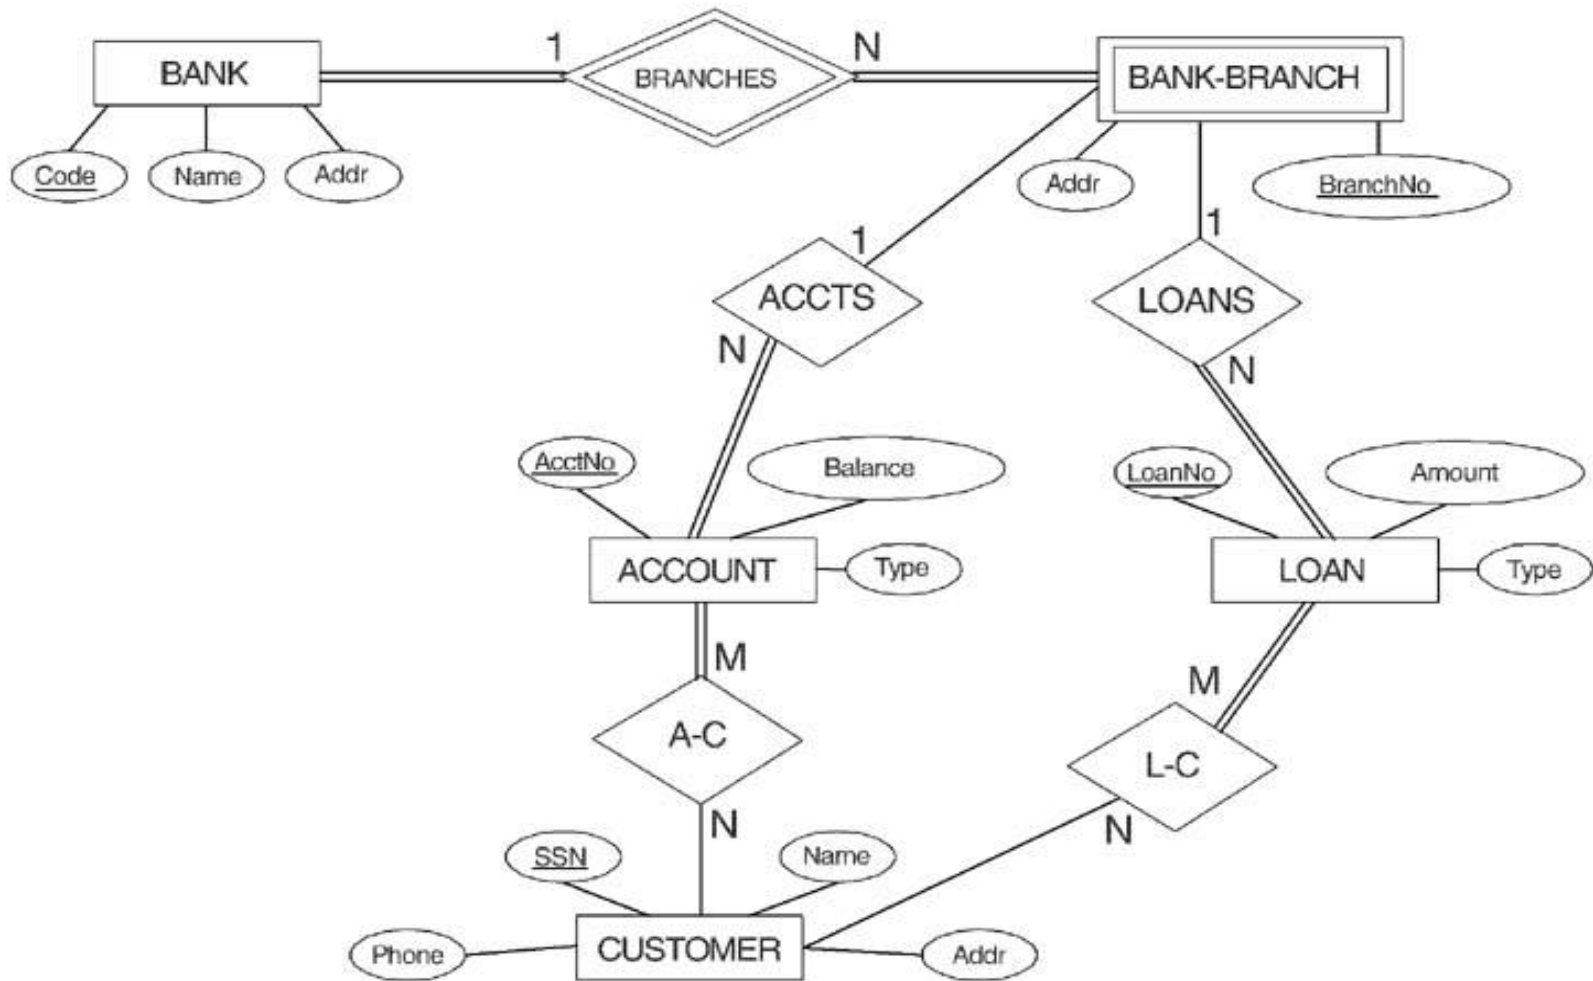 1
N
BANK
BRANCHES
BANK-BRANCH
Code
Name
Addr
Addr
BranchNo
1
1
ACCTS
LOANS
N
N
AcctNo
Balance
LoanNo
Amount
ACCOUNT
Type
LOAN
Type
M
M
A-C
L-C
N
N
SSN
Name
Phone
CUSTOMER
Addr